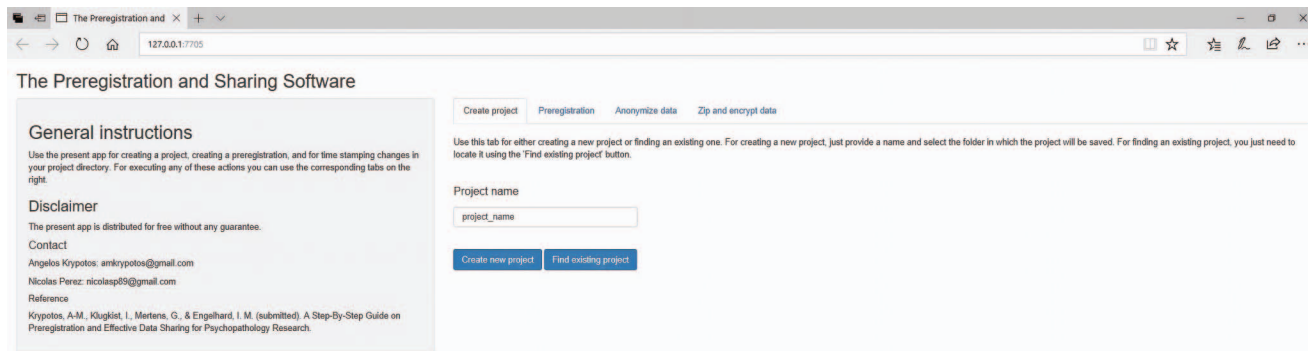 The Preregistration and
127.0.0.1:7705
The Preregistration and Sharing Software
General instructions
Use the present app for creating a project, creating a preregistration, and for time stamping changes in
your project directory. For executing any of these actions you can use the corresponding tabs on the
right.
Disclaimer
The present app is distributed for free without any guarantee.
Contact
Angelos Krypotos: amkrypotos@gmail.com
Nicolas Perez: nicolasp89@gmail.com
Reference
Krypotos, A-M., Klugkist, I., Mertens, G., & Engelhard, I. M. (submitted). A Step-By-Step Guide on
Preregistration and Effective Data Sharing for Psychopathology Research.
Create project Preregistration Anonymize data Zip and encrypt data
Use this tab for either creating a new project or finding an existing one. For creating a new project, just provide a name and select the folder in which the project will be saved. For finding an existing project, you just need to
locate it using the 'Find existing project' button.
Project name
project_name
Create new project Find existing project